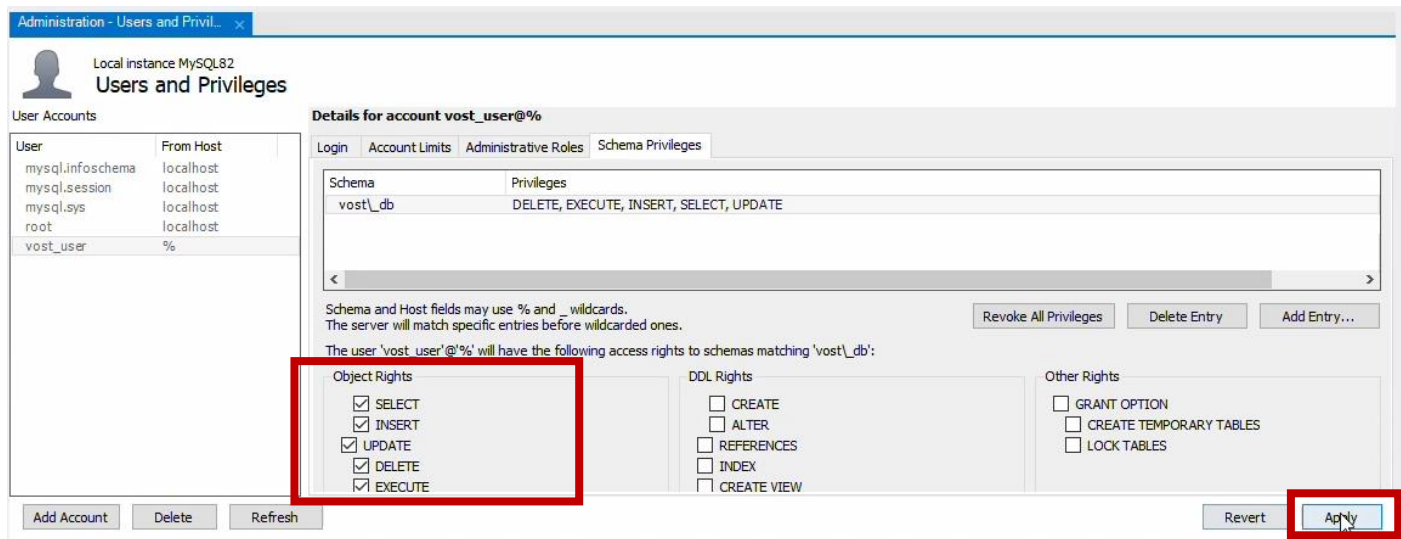 Administration - Users and Privil... ×
Local instance MySQL82
Users and Privileges
User Accounts
User From Host
mysql.infoschema localhost
mysql.session localhost
mysql.sys localhost
root localhost
vost_user %
Add Account Delete Refresh
Details for account vost_user@%
Login Account Limits Administrative Roles Schema Privileges
Schema Privileges
vost\_db DELETE, EXECUTE, INSERT, SELECT, UPDATE
Schema and Host fields may use % and _ wildcards.
The server will match specific entries before wildcarded ones.
Revoke All Privileges Delete Entry Add Entry...
The user 'vost_user'@'%' will have the following access rights to schemas matching 'vost\_db':
Object Rights
SELECT
INSERT
UPDATE
DELETE
EXECUTE
DDL Rights
CREATE
ALTER
REFERENCES
INDEX
CREATE VIEW
Other Rights
GRANT OPTION
CREATE TEMPORARY TABLES
LOCK TABLES
Revert Apply